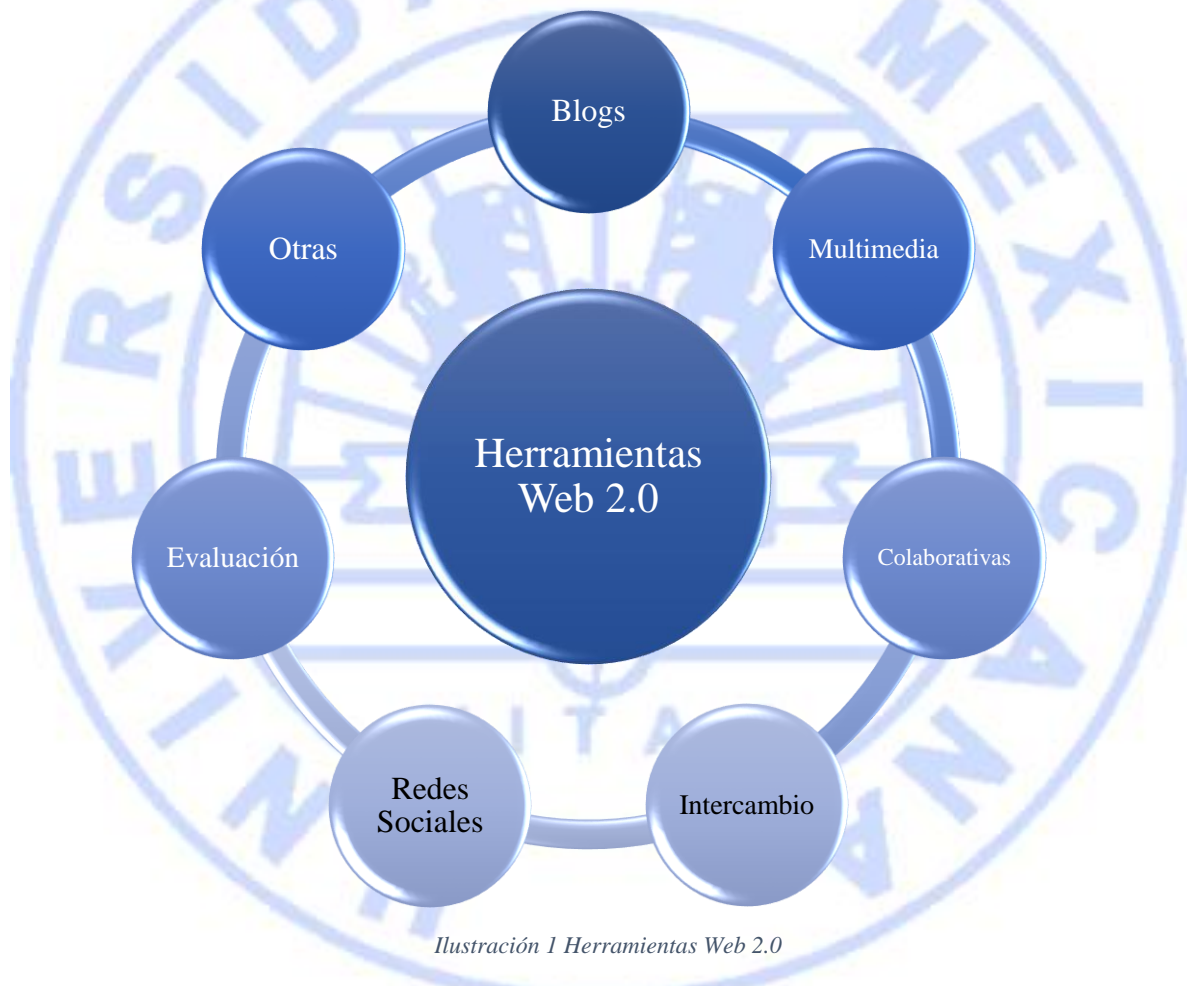 Blogs
Multimedia
Colaborativas
Intercambio
Redes
Sociales
Evaluación
Otras
Herramientas
Web 2.0
Ilustración 1 Herramientas Web 2.0